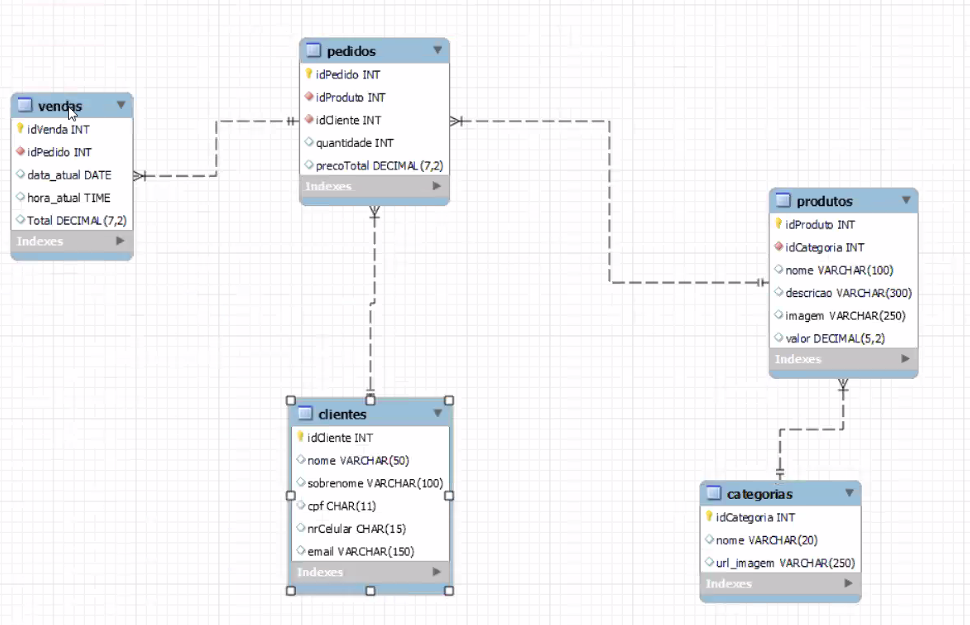 pedidos
idPedido INT
idProduto INT
idCliente INT
quantidade INT
precoTotal DECIMAL(7,2)
Indexes
vendas
idVenda INT
idPedido INT
data_atual DATE
hora_atual TIME
Total DECIMAL(7,2)
Indexes
produtos
idProduto INT
idCategoria INT
nome VARCHAR(100)
descricao VARCHAR(300)
imagem VARCHAR(250)
valor DECIMAL(5,2)
Indexes
clientes
idCliente INT
nome VARCHAR(50)
sobrenome VARCHAR(100)
cpf CHAR(11)
nrCelular CHAR(15)
email VARCHAR(150)
Indexes
categorias
idCategoria INT
nome VARCHAR(20)
url_imagem VARCHAR(250)
Indexes